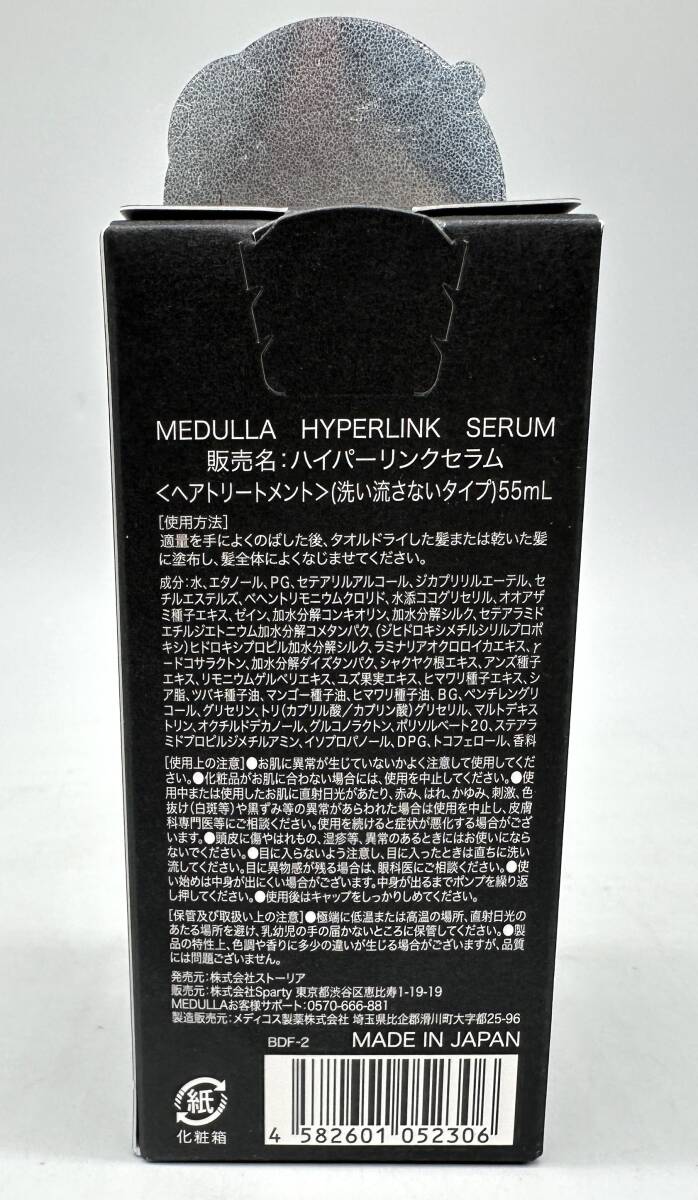 MEDULLA HYPERLINK SERUM
販売名:ハイパーリンクセラム
<ヘアトリートメント>(洗い流さないタイプ)55mL
[使用方法]
適量を手によくのばした後、タオルドライした髪または乾いた髪
に塗布し、髪全体によくなじませてください。
成分:水、エタノール、PG、セテアリルアルコール、ジカプリリルエーテル、セ
チルエステルズ、ベヘントリモニウムクロリド、水添ココグリセリル、オオアザ
ミ種子エキス、ゼイン、加水分解コンキオリン、加水分解シルク、セテアラミド
エチルジエトニウム加水分解コメタンパク、(ジヒドロキシメチルシリルプロポ
キシ)ヒドロキシプロピル加水分解シルク、ラミナリアオクロロイカエキス、γ
ードコサラクトン、加水分解ダイズタンパク、シャクヤク根エキス、アンズ種子
エキス、リモニウムゲルベリエキス、ユズ果実エキス、ヒマワリ種子エキス、シ
ア脂、ツバキ種子油、マンゴー種子油、ヒマワリ種子油、BG、ペンチレングリ
コール、グリセリン、トリ(カプリル酸/カプリン酸)グリセリル、マルトデキス
トリン、オクチルドデカノール、グルコノラクトン、ポリソルベート20、ステアラ
ミドプロピルジメチルアミン、イソプロパノール、DPG、トコフェロール、香料
[使用上の注意]●お肌に異常が生じていないかよく注意して使用してくだ
さい。●化粧品がお肌に合わない場合には、使用を中止してください。●使
用中または使用したお肌に直射日光があたり、赤み、はれ、かゆみ、刺激、色
抜け(白斑等)や黒ずみ等の異常があらわれた場合は使用を中止し、皮膚
科専門医等にご相談ください。使用を続けると症状が悪化する場合がござ
います。●頭皮に傷やはれもの、湿疹等、異常のあるときにはお使いになら
ないでください。●目に入らないよう注意し、目に入ったときは直ちに洗い
流してください。目に異物感が残る場合は、眼科医にご相談ください。●使
い始めは中身が出にくい場合がございます。中身が出るまでポンプを繰り返
し押してください。●使用後はキャップをしっかりしめてください。
[保管及び取扱い上の注意]●極端に低温または高温の場所、直射日光の
あたる場所を避け、乳幼児の手の届かないところに保管してください。●製
品の特性上、色調や香りに多少の違いが生じる場合がございますが、品質
には問題ございません。
発売元:株式会社ストーリア
販売元:株式会社Sparty 東京都渋谷区恵比寿1-19-19
MEDULLAお客様サポート:0570-666-881
製造販売元:メディコス製薬株式会社 埼玉県比企郡滑川町大字都25-96
BDF-2 MADE IN JAPAN
紙
化粧箱
4 582601 052306